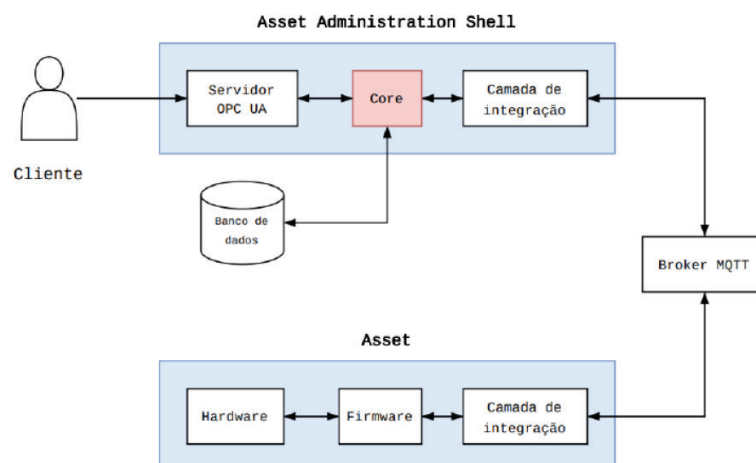 Asset Administration Shell
Servidor
OPC UA
Core
Camada de
integração
Cliente
Banco de
dados
Broker MQTT
Asset
Hardware
Firmware
Camada de
integração